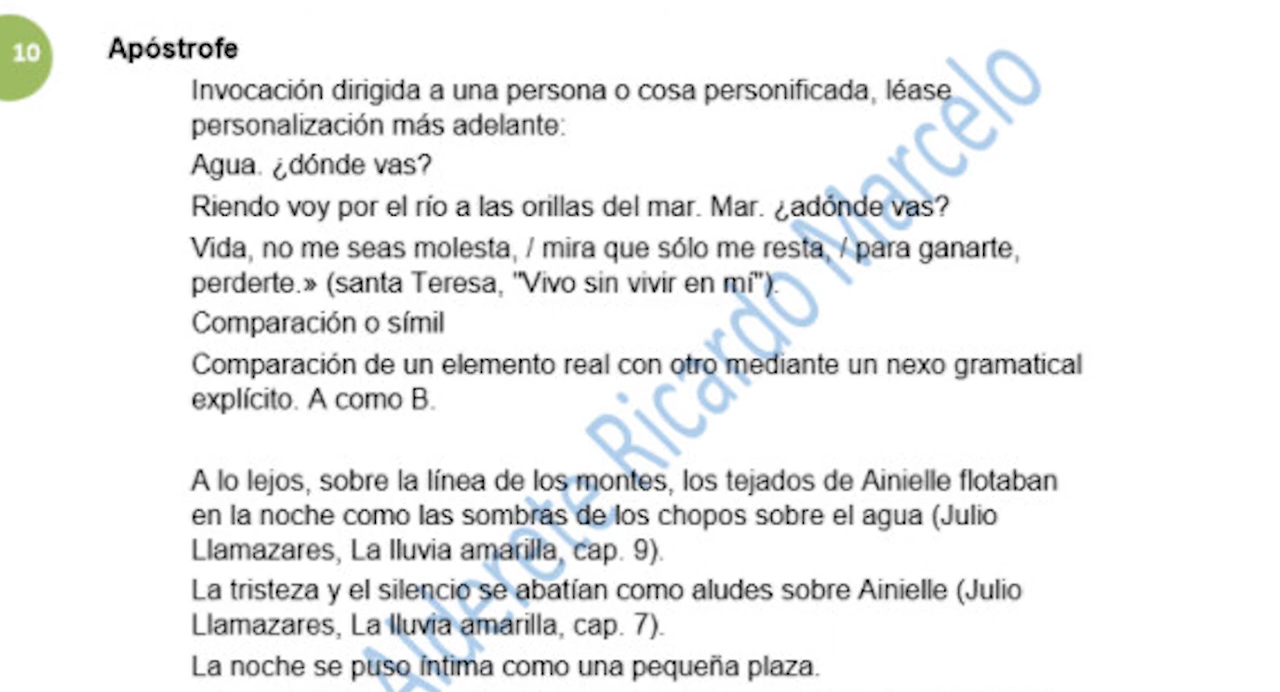 10
Apóstrofe
Invocación dirigida a una persona o cosa personificada, léase
personalización más adelante:
Agua. ¿dónde vas?
Riendo voy por el río a las orillas del mar. Mar. ¿adónde vas?
Vida, no me seas molesta, / mira que sólo me resta, / para ganarte,
perderte.» (santa Teresa, "Vivo sin vivir en mí").
Comparación o símil
Comparación de un elemento real con otro mediante un nexo gramatical
explícito. A como B.
A lo lejos, sobre la línea de los montes, los tejados de Ainielle flotaban
en la noche como las sombras de los chopos sobre el agua (Julio
Llamazares, La lluvia amarilla, cap. 9).
La tristeza y el silencio se abatían como aludes sobre Ainielle (Julio
Llamazares, La lluvia amarilla, cap. 7).
La noche se puso íntima como una pequeña plaza.
Alderete Ricardo Marcelo